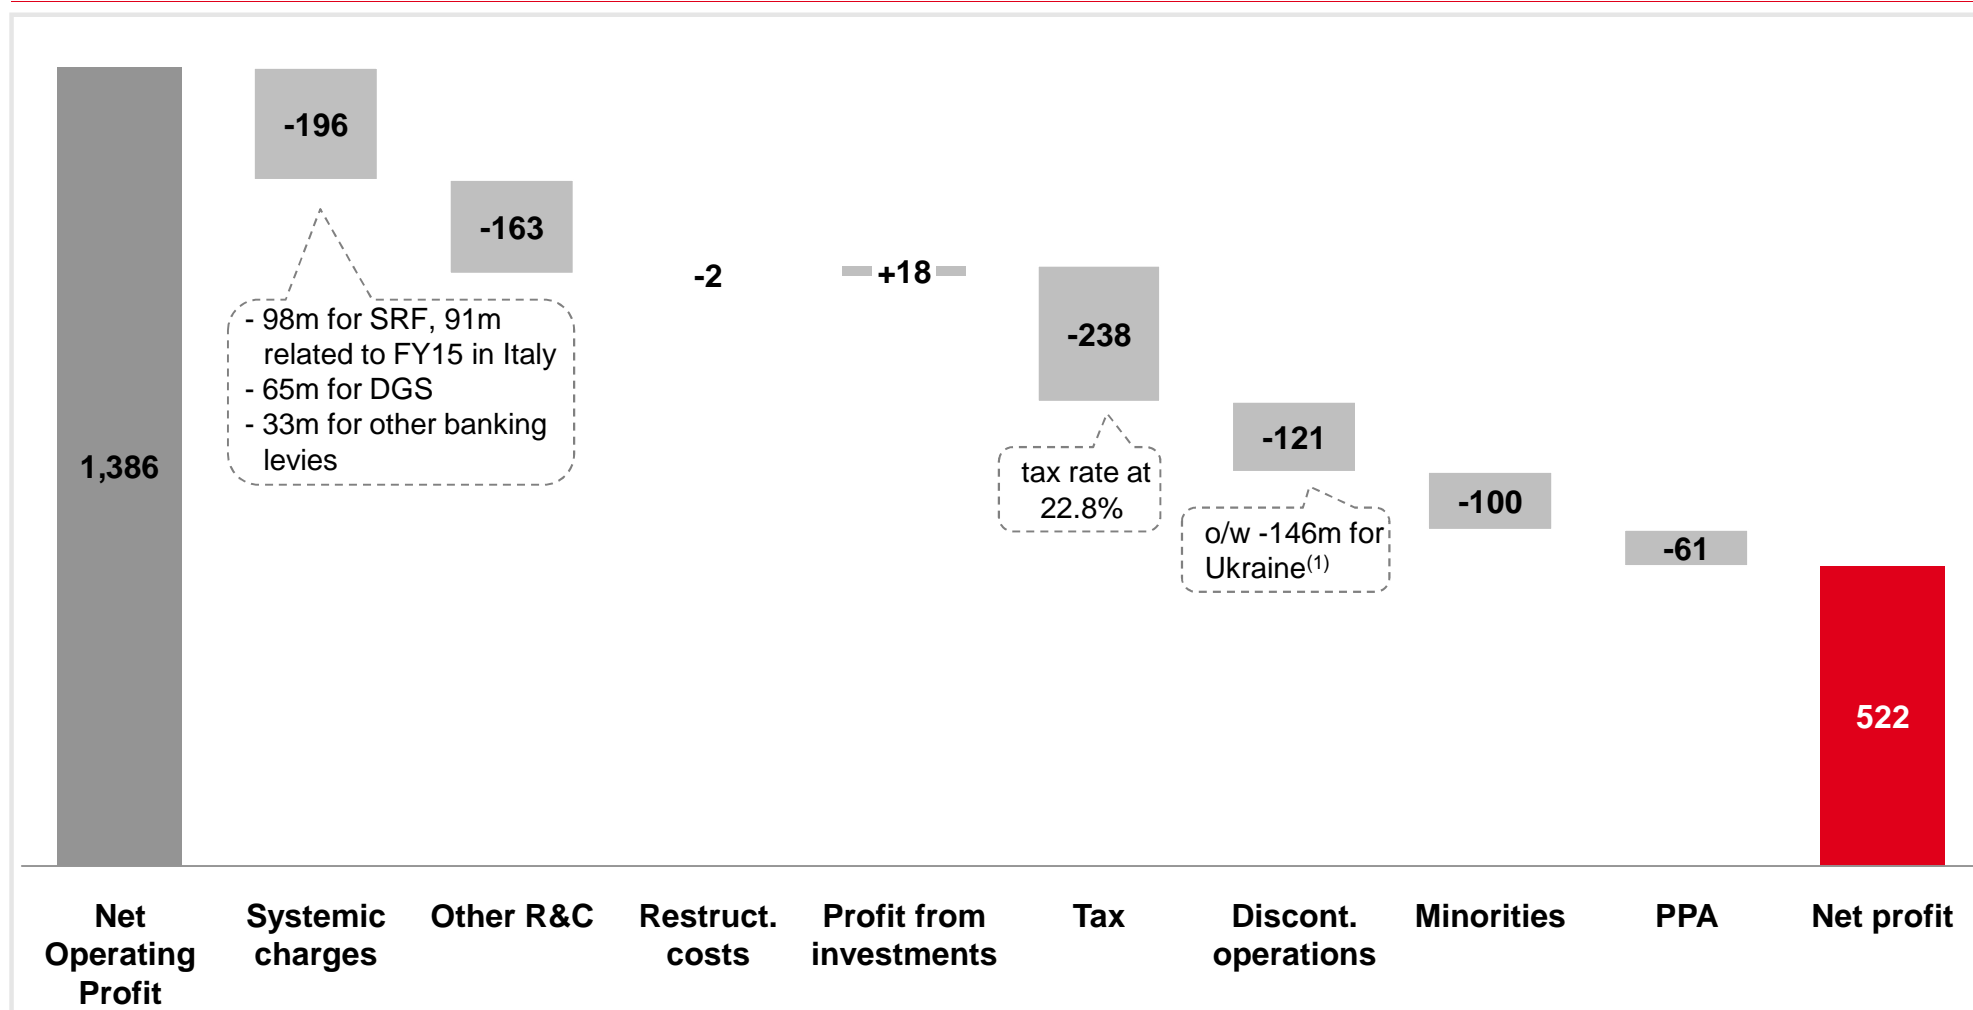 -196
-163
-2
+18
-238
-121
-100
-61
1,386
522
- 98m for SRF, 91m
related to FY15 in Italy
- 65m for DGS
- 33m for other banking
levies
tax rate at
22.8%
o/w -146m for
Ukraine(1)
Net
Operating
Profit
Systemic
charges
Other R&C
Restruct.
costs
Profit from
investments
Tax
Discont.
operations
Minorities
PPA
Net profit